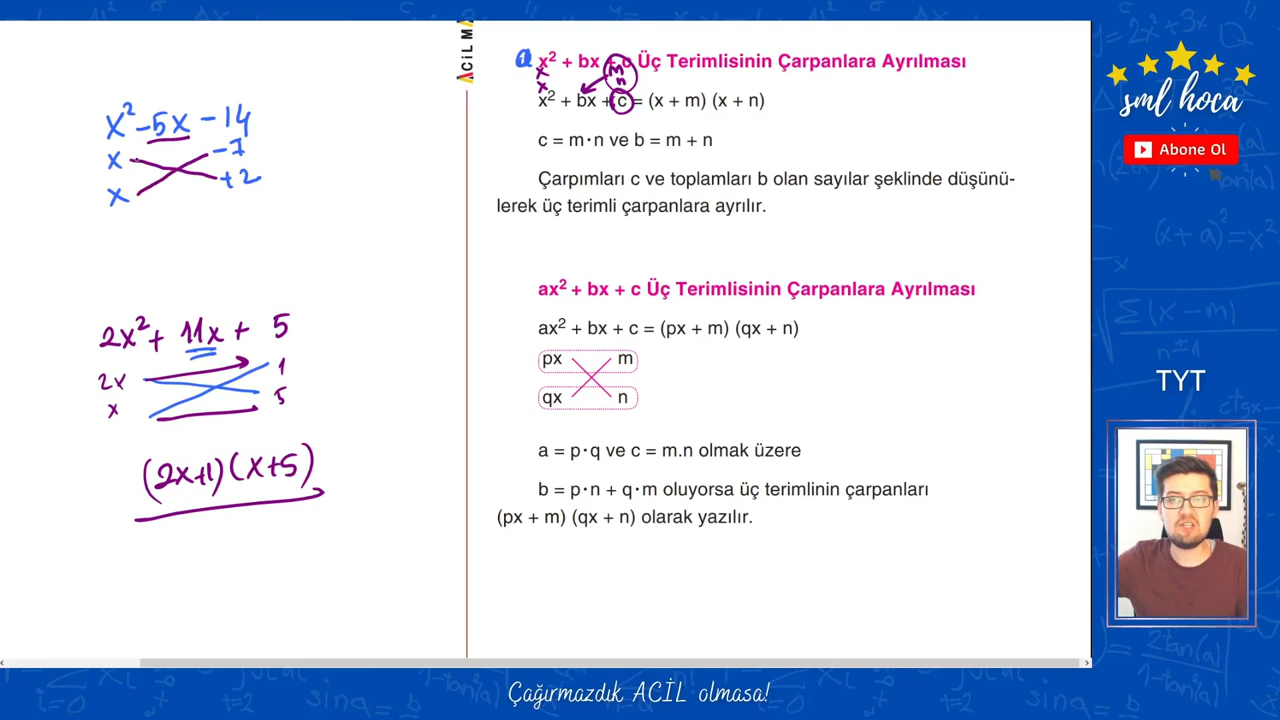 x² - 5x - 14
x -7
x +2
2x² + 11x + 5
2x 1
x 5
(2x+1)(x+5)
ACİL M
a
x² + bx + c Üç Terimlisinin Çarpanlara Ayrılması
x m
x n
x² + bx + c = (x + m) (x + n)
c = m·n ve b = m + n
Çarpımları c ve toplamları b olan sayılar şeklinde düşünü-
lerek üç terimli çarpanlara ayrılır.
ax² + bx + c Üç Terimlisinin Çarpanlara Ayrılması
ax² + bx + c = (px + m) (qx + n)
px m
qx n
a = p·q ve c = m.n olmak üzere
b = p·n + q·m oluyorsa üç terimlinin çarpanları
(px + m) (qx + n) olarak yazılır.
sml hoca
Abone Ol
(x + a)² = x²
Σ(x - m)
n - 1
TYT
Çağırmazdık ACİL olmasa!